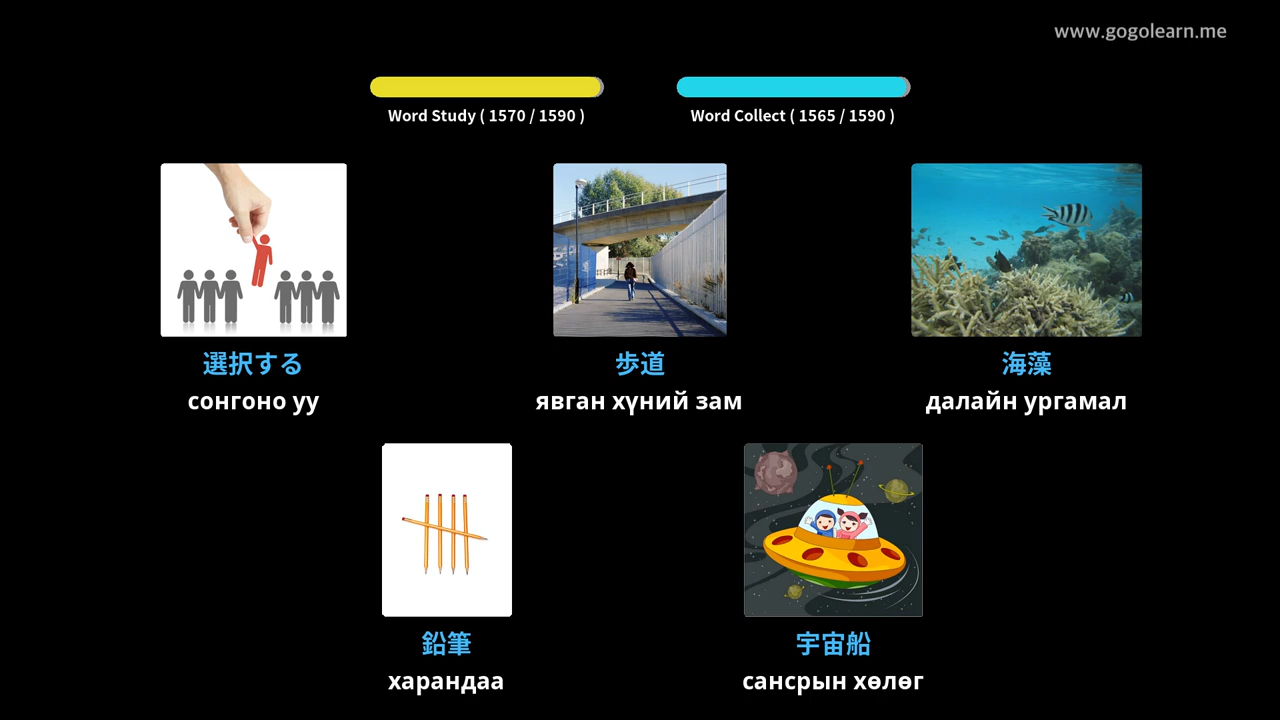 www.gogolearn.me
Word Study ( 1570 / 1590 )
Word Collect ( 1565 / 1590 )
選択する
сонгоно уу
歩道
явган хүний зам
海藻
далайн ургамал
鉛筆
харандаа
宇宙船
сансрын хөлөг